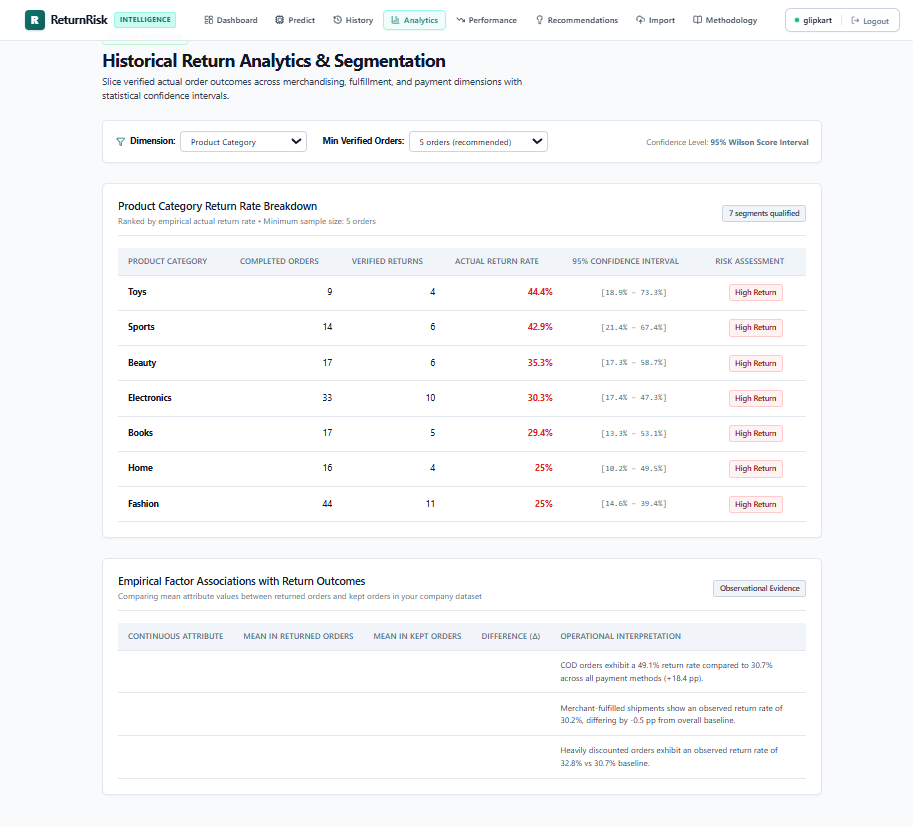 R ReturnRisk INTELLIGENCE Dashboard Predict History Analytics Performance Recommendations Import Methodology glipkart Logout
Historical Return Analytics & Segmentation
Slice verified actual order outcomes across merchandising, fulfillment, and payment dimensions with
statistical confidence intervals.
Dimension: Product Category Min Verified Orders: 5 orders (recommended) Confidence Level: 95% Wilson Score Interval
Product Category Return Rate Breakdown
Ranked by empirical actual return rate • Minimum sample size: 5 orders
7 segments qualified
PRODUCT CATEGORY COMPLETED ORDERS VERIFIED RETURNS ACTUAL RETURN RATE 95% CONFIDENCE INTERVAL RISK ASSESSMENT
Toys 9 4 44.4% [18.9% – 73.3%] High Return
Sports 14 6 42.9% [21.4% – 67.4%] High Return
Beauty 17 6 35.3% [17.3% – 58.7%] High Return
Electronics 33 10 30.3% [17.4% – 47.3%] High Return
Books 17 5 29.4% [13.3% – 53.1%] High Return
Home 16 4 25% [10.2% – 49.5%] High Return
Fashion 44 11 25% [14.6% – 39.4%] High Return
Empirical Factor Associations with Return Outcomes
Comparing mean attribute values between returned orders and kept orders in your company dataset
Observational Evidence
CONTINUOUS ATTRIBUTE MEAN IN RETURNED ORDERS MEAN IN KEPT ORDERS DIFFERENCE (Δ) OPERATIONAL INTERPRETATION
COD orders exhibit a 49.1% return rate compared to 30.7%
across all payment methods (+18.4 pp).
Merchant-fulfilled shipments show an observed return rate of
30.2%, differing by -0.5 pp from overall baseline.
Heavily discounted orders exhibit an observed return rate of
32.8% vs 30.7% baseline.